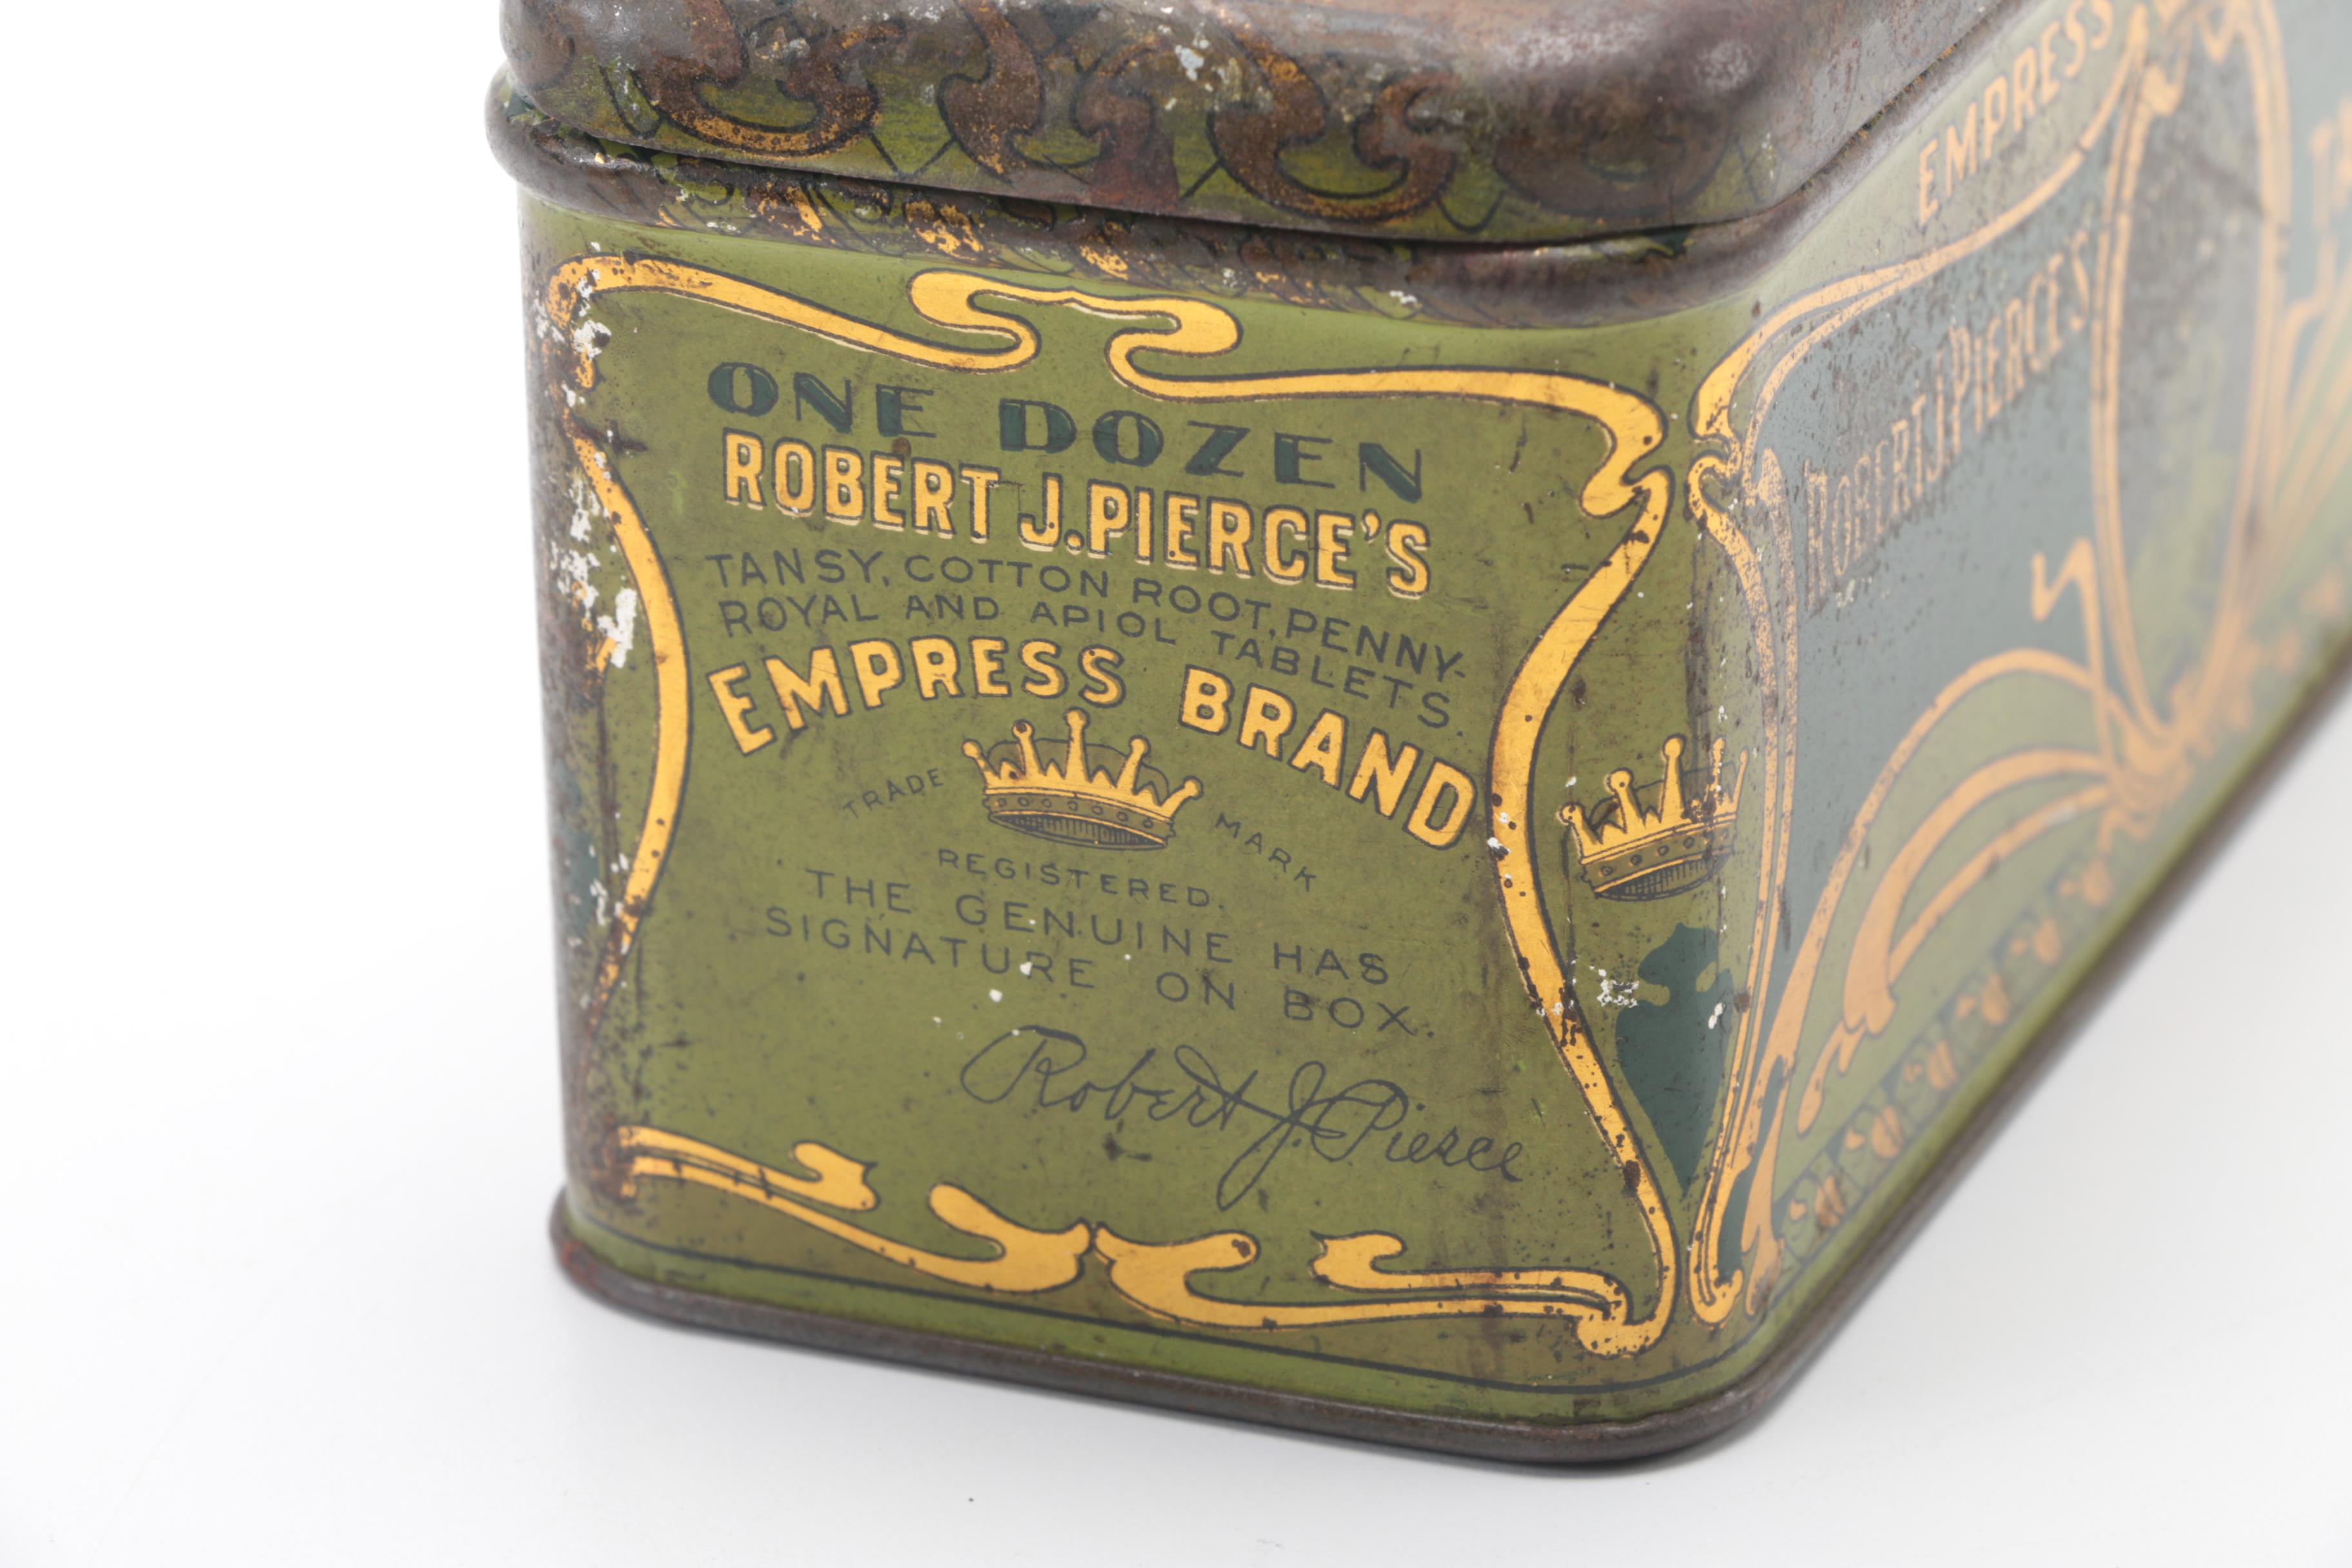 ONE DOZEN
ROBERT J. PIERCE'S
TANSY, COTTON ROOT, PENNY-
ROYAL AND APIOL TABLETS.
EMPRESS BRAND
TRADE MARK
REGISTERED.
THE GENUINE HAS
SIGNATURE ON BOX.
Robert J. Pierce
EMPRESS
ROBERT J. PIERCE'S